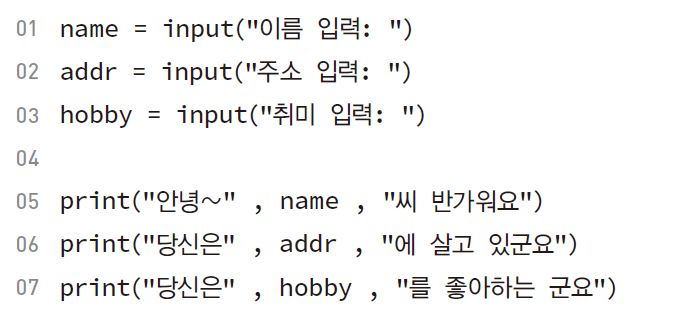 01 name = input("이름 입력: ")
02 addr = input("주소 입력: ")
03 hobby = input("취미 입력: ")
04
05 print("안녕~" , name , "씨 반가워요")
06 print("당신은" , addr , "에 살고 있군요")
07 print("당신은" , hobby , "를 좋아하는 군요")